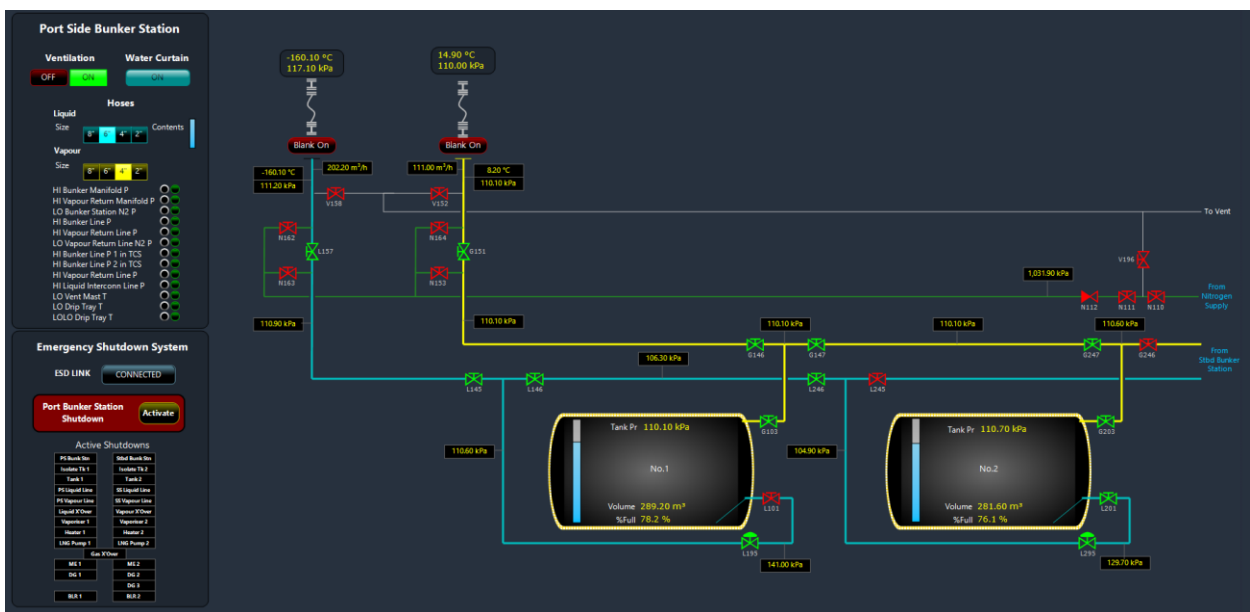 Port Side Bunker Station
Ventilation Water Curtain
OFF ON ON
Hoses
Liquid
Size 8" 6" 4" 2" Contents
Vapour
Size 8" 6" 4" 2"
HI Bunker Manifold P
HI Vapour Return Manifold P
LO Bunker Station N2 P
HI Bunker Line P
HI Vapour Return Line P
LO Vapour Return Line N2 P
HI Bunker Line P 1 in TCS
HI Bunker Line P 2 in TCS
HI Vapour Return Line P
HI Liquid Interconn Line P
LO Vent Mast T
LO Drip Tray T
LOLO Drip Tray T
Emergency Shutdown System
ESD LINK CONNECTED
Port Bunker Station
Shutdown
Activate
Active Shutdowns
PS Bunk Stn Stbd Bunk Stn
Isolate Tk 1 Isolate Tk 2
Tank 1 Tank 2
PS Liquid Line SS Liquid Line
PS Vapour Line SS Vapour Line
Liquid X'Over Vapour X'Over
Vaporiser 1 Vaporiser 2
Heater 1 Heater 2
LNG Pump 1 LNG Pump 2
Gas X'Over
ME 1 ME 2
DG 1 DG 2
DG 3
BLR 1 BLR 2
-160.10 °C
117.10 kPa
14.90 °C
110.00 kPa
Blank On Blank On
-160.10 °C
111.20 kPa
202.20 m³/h
111.00 m³/h
8.20 °C
110.10 kPa
V158 V152
To Vent
N162 N164
L157 G151
V196
N163 N153
1,031.90 kPa
N112 N111 N110
From
Nitrogen
Supply
110.90 kPa 110.10 kPa 110.10 kPa 110.10 kPa 110.60 kPa
G146 G147 G247 G246
From
Stbd Bunker
Station
106.30 kPa
L145 L146 L246 L245
110.60 kPa
Tank Pr 110.10 kPa
No.1
Volume 289.20 m³
%Full 78.2 %
G103
L101
L195
141.00 kPa
104.90 kPa
Tank Pr 110.70 kPa
No.2
Volume 281.60 m³
%Full 76.1 %
G203
L201
L295
129.70 kPa